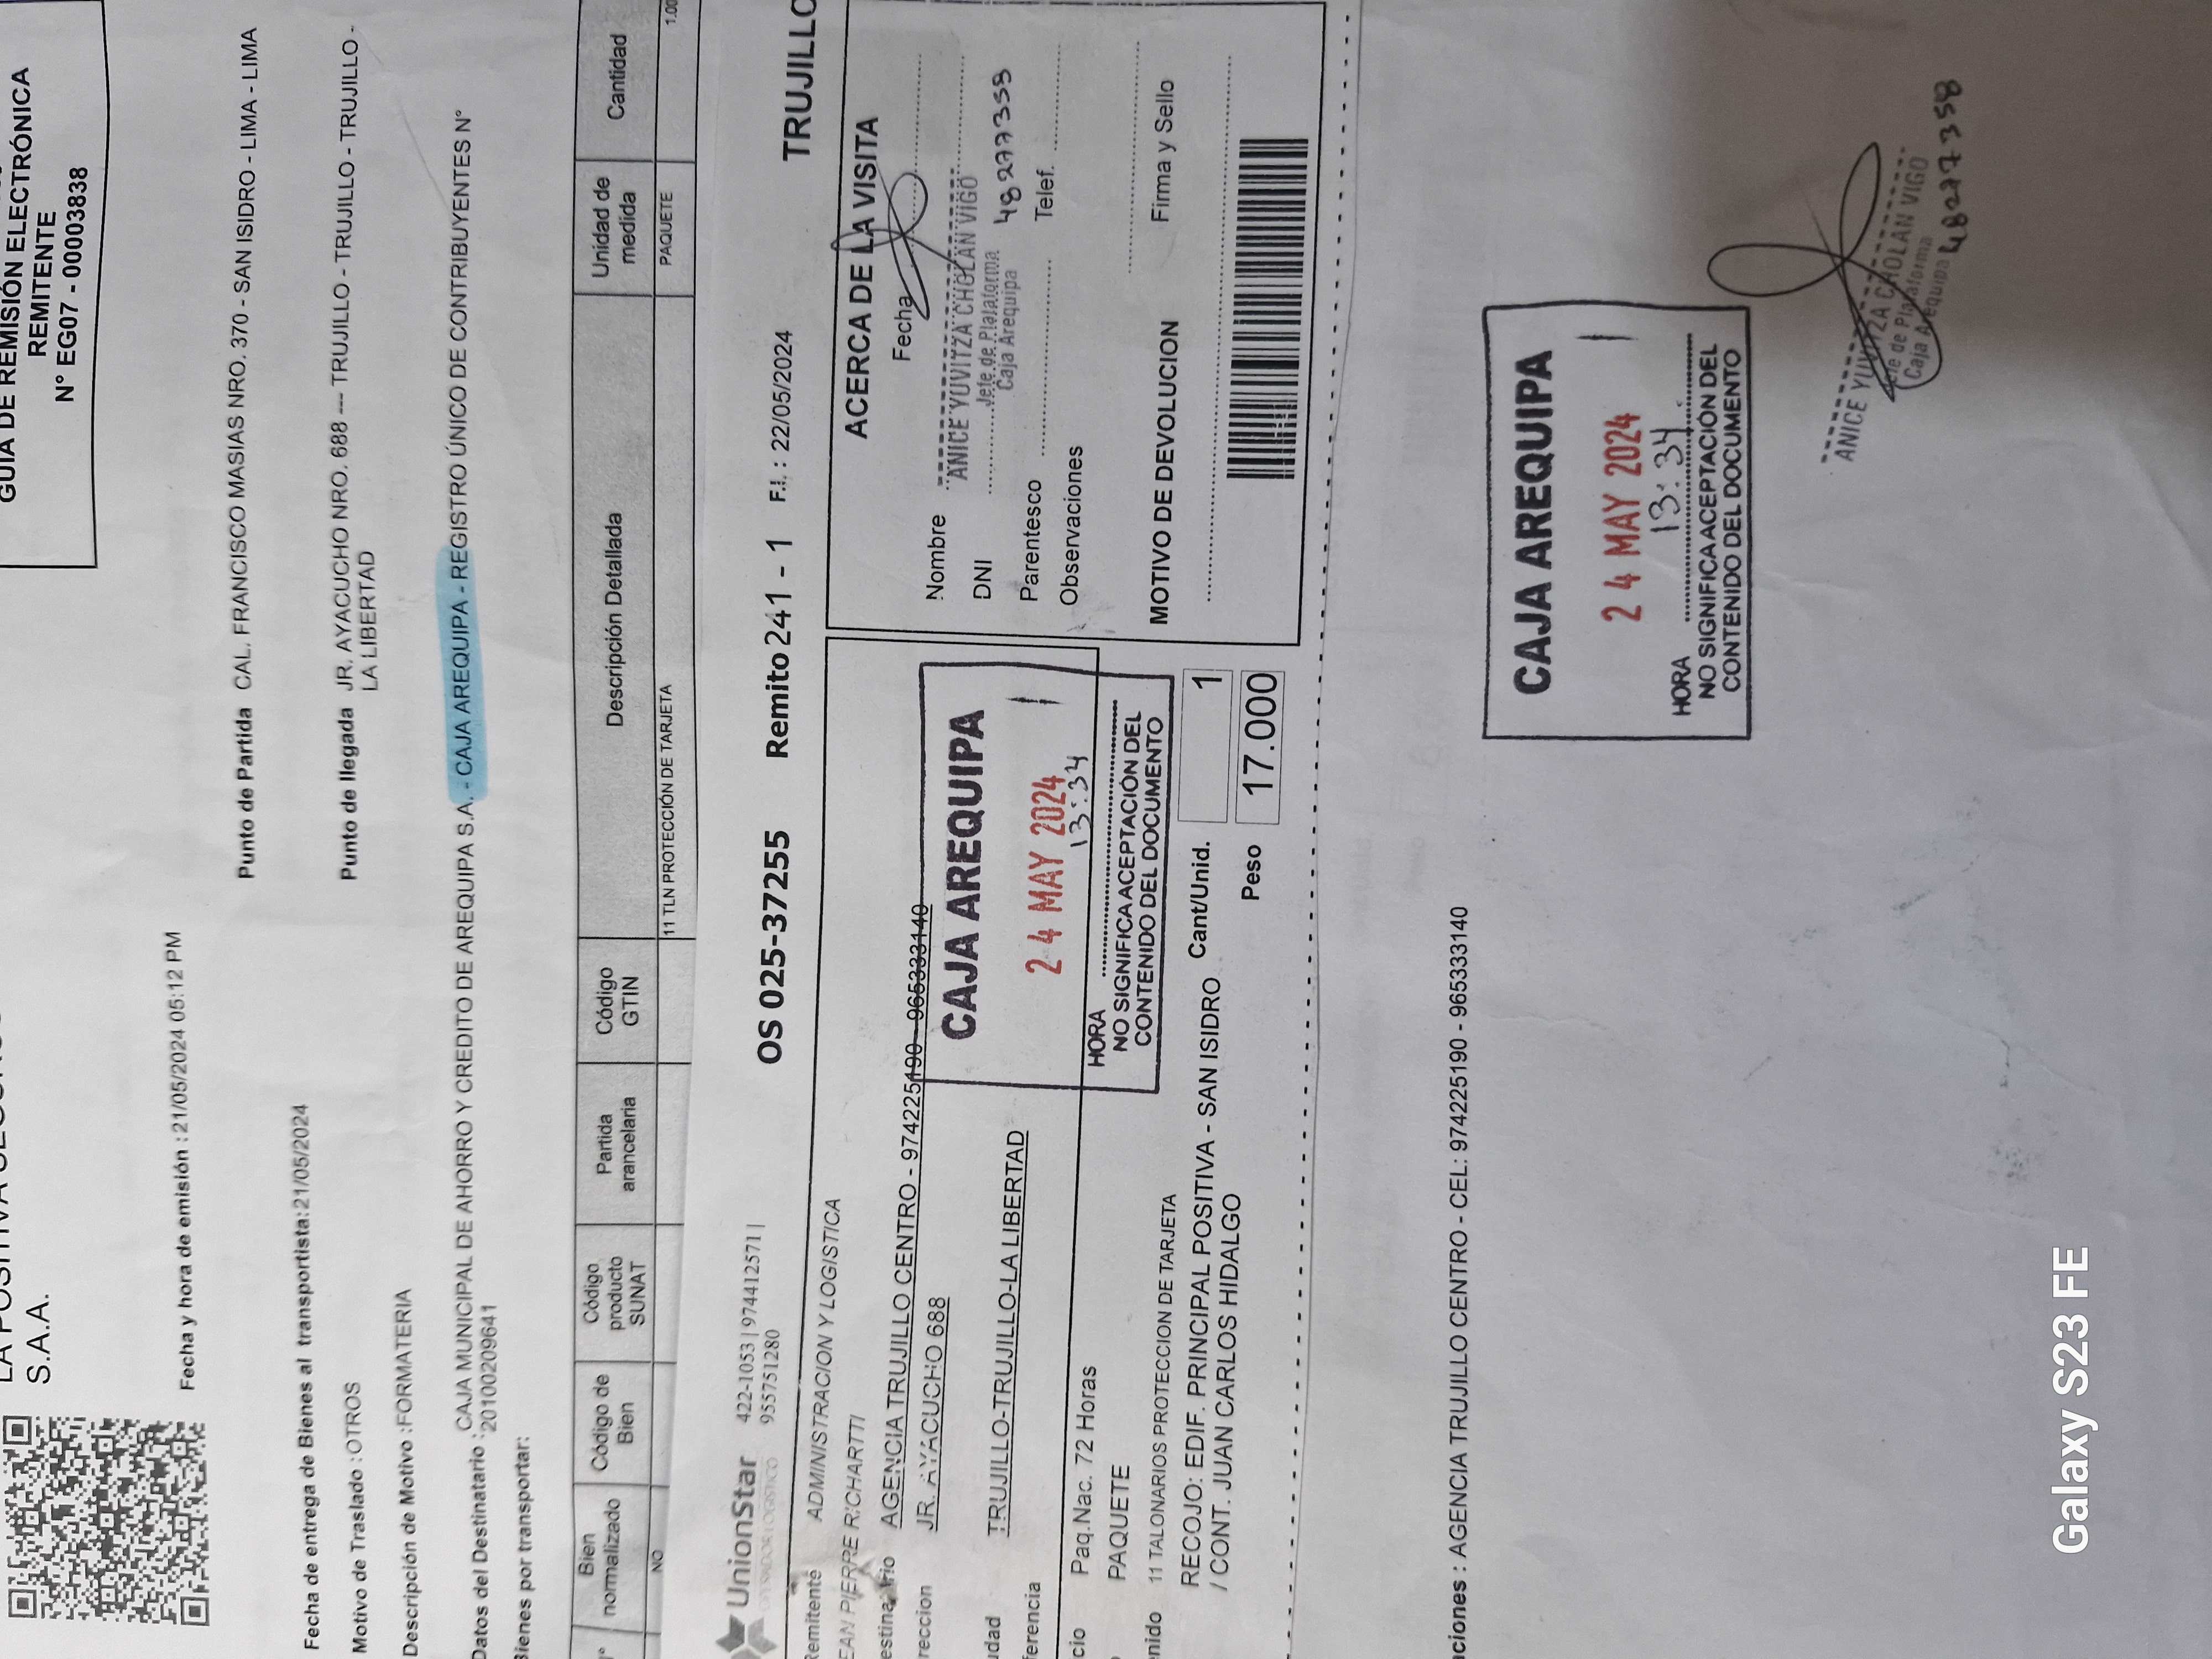 GUIA DE REMISIÓN ELECTRÓNICA
REMITENTE
N° EG07 - 00003838
S.A.A.
Fecha y hora de emisión : 21/05/2024 05:12 PM
Punto de Partida CAL. FRANCISCO MASIAS NRO. 370 - SAN ISIDRO - LIMA - LIMA
Fecha de entrega de Bienes al transportista:21/05/2024
Punto de llegada JR. AYACUCHO NRO. 688 --- TRUJILLO - TRUJILLO - TRUJILLO -
LA LIBERTAD
Motivo de Traslado :OTROS
Descripción de Motivo :FORMATERIA
Datos del Destinatario :CAJA MUNICIPAL DE AHORRO Y CREDITO DE AREQUIPA S.A. - CAJA AREQUIPA - REGISTRO ÚNICO DE CONTRIBUYENTES N°
:20100209641
Bienes por transportar:
N° Bien normalizado Código de Bien Código producto SUNAT Partida arancelaria Código GTIN Descripción Detallada Unidad de medida Cantidad
NO 11 TLN PROTECCIÓN DE TARJETA PAQUETE 1.00
UnionStar 422-1053 | 974412571 |
955751280
OS 025-37255 Remito 241 - 1 F.I. : 22/05/2024 TRUJILLO
Remitente ADMINISTRACION Y LOGISTICA
EAN PIERRE RICHARTTI
Destinatario AGENCIA TRUJILLO CENTRO - 974225190 - 965333140
reccion JR. AYACUCHO 688
udad TRUJILLO-TRUJILLO-LA LIBERTAD
ferencia
cio Paq.Nac. 72 Horas
PAQUETE
enido 11 TALONARIOS PROTECCION DE TARJETA
RECOJO: EDIF. PRINCIPAL POSITIVA - SAN ISIDRO
/ CONT. JUAN CARLOS HIDALGO
Cant/Unid. 1
Peso 17.000
CAJA AREQUIPA
24 MAY 2024
13:34
HORA
NO SIGNIFICA ACEPTACIÓN DEL
CONTENIDO DEL DOCUMENTO
ACERCA DE LA VISITA
Fecha
Nombre ANICE YUVITZA CHOLAN VIGO
Jefe de Plataforma
Caja Arequipa
DNI 48277358
Parentesco Telef.
Observaciones
MOTIVO DE DEVOLUCION Firma y Sello
ciones : AGENCIA TRUJILLO CENTRO - CEL: 974225190 - 965333140
CAJA AREQUIPA
24 MAY 2024
13:34
HORA
NO SIGNIFICA ACEPTACIÓN DEL
CONTENIDO DEL DOCUMENTO
ANICE YUVITZA CHOLAN VIGO
Jefe de Plataforma
Caja Arequipa
48277358
Galaxy S23 FE